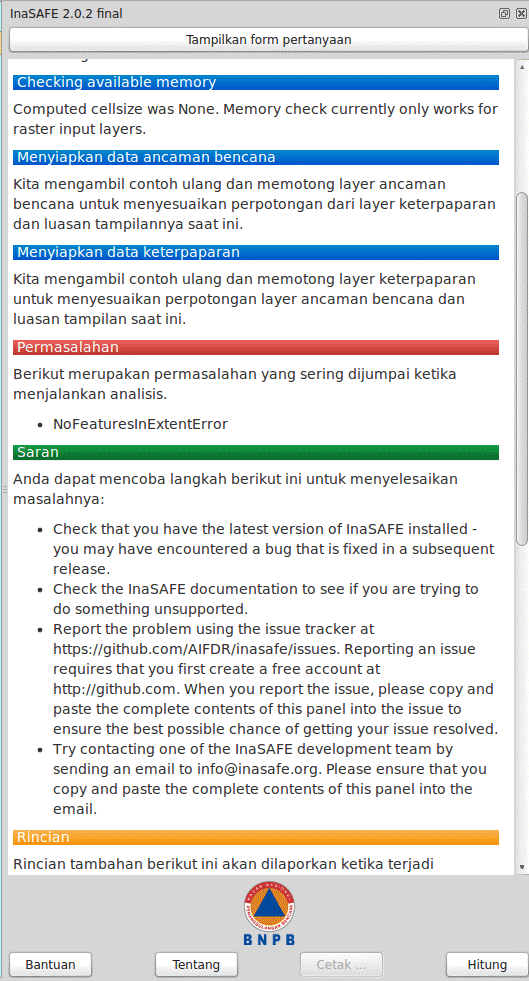 InaSAFE 2.0.2 final
Tampilkan form pertanyaan
Checking available memory
Computed cellsize was None. Memory check currently only works for
raster input layers.
Menyiapkan data ancaman bencana
Kita mengambil contoh ulang dan memotong layer ancaman
bencana untuk menyesuaikan perpotongan dari layer keterpaparan
dan luasan tampilannya saat ini.
Menyiapkan data keterpaparan
Kita mengambil contoh ulang dan memotong layer keterpaparan
untuk menyesuaikan perpotongan layer ancaman bencana dan
luasan tampilan saat ini.
Permasalahan
Berikut merupakan permasalahan yang sering dijumpai ketika
menjalankan analisis.
• NoFeaturesInExtentError
Saran
Anda dapat mencoba langkah berikut ini untuk menyelesaikan
masalahnya:
• Check that you have the latest version of InaSAFE installed -
you may have encountered a bug that is fixed in a subsequent
release.
• Check the InaSAFE documentation to see if you are trying to
do something unsupported.
• Report the problem using the issue tracker at
https://github.com/AIFDR/inasafe/issues. Reporting an issue
requires that you first create a free account at
http://github.com. When you report the issue, please copy and
paste the complete contents of this panel into the issue to
ensure the best possible chance of getting your issue resolved.
• Try contacting one of the InaSAFE development team by
sending an email to info@inasafe.org. Please ensure that you
copy and paste the complete contents of this panel into the
email.
Rincian
Rincian tambahan berikut ini akan dilaporkan ketika terjadi
BNPB
Bantuan
Tentang
Cetak ...
Hitung